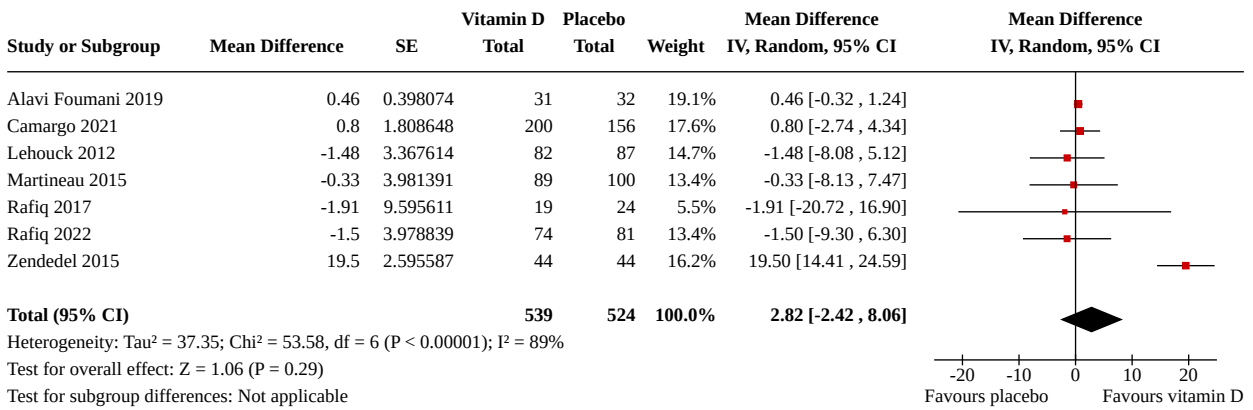 Vitamin D Placebo Mean Difference Mean Difference
Study or Subgroup Mean Difference SE Total Total Weight IV, Random, 95% CI IV, Random, 95% CI
Alavi Foumani 2019 0.46 0.398074 31 32 19.1% 0.46 [-0.32 , 1.24]
Camargo 2021 0.8 1.808648 200 156 17.6% 0.80 [-2.74 , 4.34]
Lehouck 2012 -1.48 3.367614 82 87 14.7% -1.48 [-8.08 , 5.12]
Martineau 2015 -0.33 3.981391 89 100 13.4% -0.33 [-8.13 , 7.47]
Rafiq 2017 -1.91 9.595611 19 24 5.5% -1.91 [-20.72 , 16.90]
Rafiq 2022 -1.5 3.978839 74 81 13.4% -1.50 [-9.30 , 6.30]
Zendedel 2015 19.5 2.595587 44 44 16.2% 19.50 [14.41 , 24.59]
Total (95% CI) 539 524 100.0% 2.82 [-2.42 , 8.06]
Heterogeneity: Tau² = 37.35; Chi² = 53.58, df = 6 (P < 0.00001); I² = 89%
Test for overall effect: Z = 1.06 (P = 0.29) -20 -10 0 10 20
Test for subgroup differences: Not applicable Favours placebo Favours vitamin D